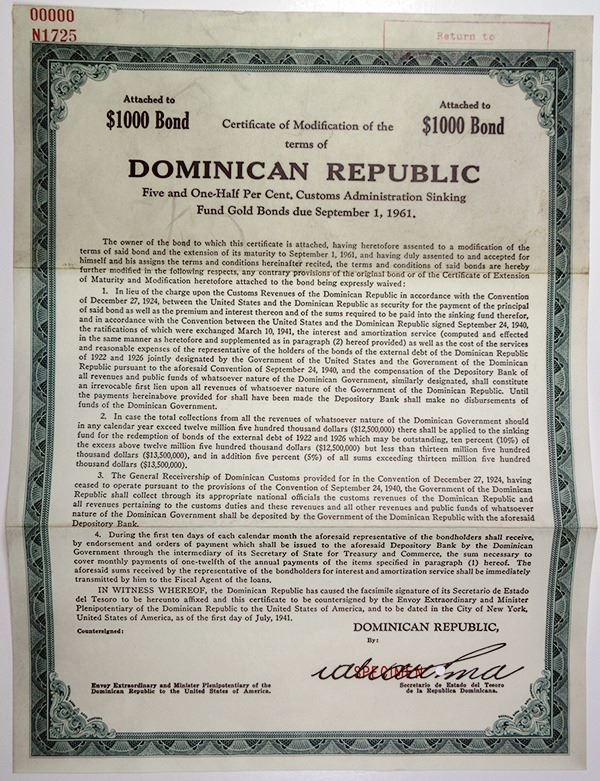 00000
N1725
Return to
Attached to
$1000 Bond
Attached to
$1000 Bond
Certificate of Modification of the
terms of
DOMINICAN REPUBLIC
Five and One-Half Per Cent. Customs Administration Sinking
Fund Gold Bonds due September 1, 1961.
The owner of the bond to which this certificate is attached, having heretofore assented to a modification of the
terms of said bond and the extension of its maturity to September 1, 1961, and having duly assented to and accepted for
himself and his assigns the terms and conditions hereinafter recited, the terms and conditions of said bonds are hereby
further modified in the following respects, any contrary provisions of the original bond or of the Certificate of Extension
of Maturity and Modification heretofore attached to the bond being expressly waived:
1. In lieu of the charge upon the Customs Revenues of the Dominican Republic in accordance with the Convention
of December 27, 1924, between the United States and the Dominican Republic as security for the payment of the principal
of said bond as well as the premium and interest thereon and of the sums required to be paid into the sinking fund therefor,
and in accordance with the Convention between the United States and the Dominican Republic signed September 24, 1940,
the ratifications of which were exchanged March 10, 1941, the interest and amortization service (computed and effected
in the same manner as heretofore and supplemented as in paragraph (2) hereof provided) as well as the cost of the services
and reasonable expenses of the representative of the holders of the bonds of the external debt of the Dominican Republic
of 1922 and 1926 jointly designated by the Government of the United States and the Government of the Dominican
Republic pursuant to the aforesaid Convention of September 24, 1940, and the compensation of the Depository Bank of
all revenues and public funds of whatsoever nature of the Dominican Government, similarly designated, shall constitute
an irrevocable first lien upon all revenues of whatsoever nature of the Government of the Dominican Republic. Until
the payments hereinabove provided for shall have been made the Depository Bank shall make no disbursements of
funds of the Dominican Government.
2. In case the total collections from all the revenues of whatsoever nature of the Dominican Government should
in any calendar year exceed twelve million five hundred thousand dollars ($12,500,000) there shall be applied to the sinking
fund for the redemption of bonds of the external debt of 1922 and 1926 which may be outstanding, ten percent (10%) of
the excess above twelve million five hundred thousand dollars ($12,500,000) but less than thirteen million five hundred
thousand dollars ($13,500,000), and in addition five percent (5%) of all sums exceeding thirteen million five hundred
thousand dollars ($13,500,000).
3. The General Receivership of Dominican Customs provided for in the Convention of December 27, 1924, having
ceased to operate pursuant to the provisions of the Convention of September 24, 1940, the Government of the Dominican
Republic shall collect through its appropriate national officials the customs revenues of the Dominican Republic and
all revenues pertaining to the customs duties and these revenues and all other revenues and public funds of whatsoever
nature of the Dominican Government shall be deposited by the Government of the Dominican Republic with the aforesaid
Depository Bank.
4. During the first ten days of each calendar month the aforesaid representative of the bondholders shall receive,
by endorsement and orders of payment which shall be issued to the aforesaid Depository Bank by the Dominican
Government through the intermediary of its Secretary of State for Treasury and Commerce, the sum necessary to
cover monthly payments of one-twelfth of the annual payments of the items specified in paragraph (1) hereof. The
aforesaid sums received by the representative of the bondholders for interest and amortization service shall be immediately
transmitted by him to the Fiscal Agent of the loans.
IN WITNESS WHEREOF, the Dominican Republic has caused the facsimile signature of its Secretario de Estado
del Tesoro to be hereunto affixed and this certificate to be countersigned by the Envoy Extraordinary and Minister
Plenipotentiary of the Dominican Republic to the United States of America, and to be dated in the City of New York,
United States of America, as of the first day of July, 1941.
Countersigned:
DOMINICAN REPUBLIC,
By:
SPECIMEN
Envoy Extraordinary and Minister Plenipotentiary of the
Dominican Republic to the United States of America.
Secretario de Estado del Tesoro
de la Republica Dominicana.